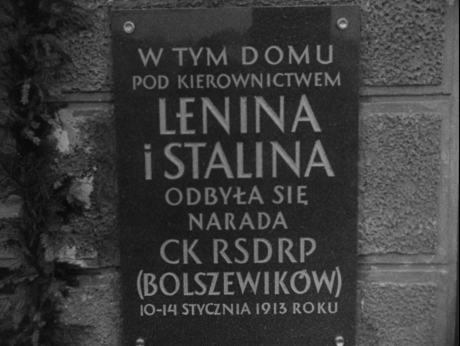 W TYM DOMU
POD KIEROWNICTWEM
LENINA
i STALINA
ODBYŁA SIĘ
NARADA
CK RSDRP
(BOLSZEWIKÓW)
10-14 STYCZNIA 1913 ROKU